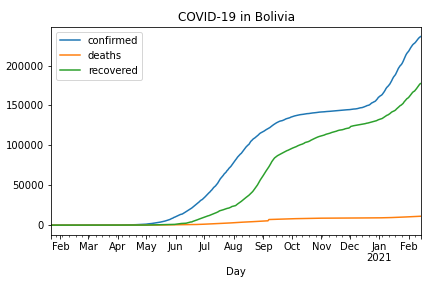 COVID-19 in Bolivia
confirmed
deaths
recovered
200000
150000
100000
50000
0
Feb Mar Apr May Jun Jul Aug Sep Oct Nov Dec Jan Feb
2021
Day